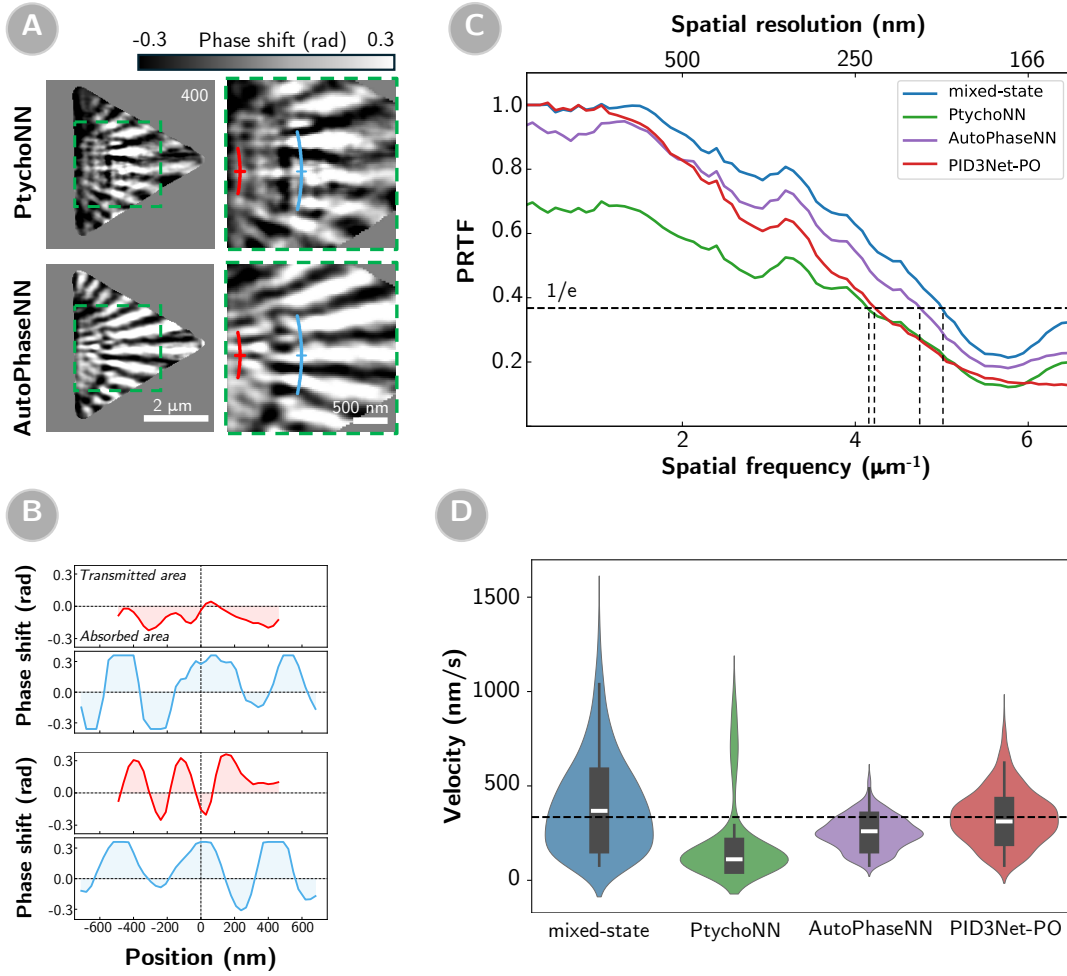 A
-0.3 Phase shift (rad) 0.3
PtychoNN
400
AutoPhaseNN
2 μm
500 nm
B
Phase shift (rad)
0.3
0.0
-0.3
Transmitted area
Absorbed area
0.3
0.0
-0.3
Phase shift (rad)
0.3
0.0
-0.3
0.3
0.0
-0.3
-600 -400 -200 0 200 400 600
Position (nm)
C
Spatial resolution (nm)
500 250 166
PRTF
1.0
0.8
0.6
0.4
0.2
1/e
mixed-state
PtychoNN
AutoPhaseNN
PID3Net-PO
2 4 6
Spatial frequency (μm⁻¹)
D
Velocity (nm/s)
1500
1000
500
0
mixed-state PtychoNN AutoPhaseNN PID3Net-PO